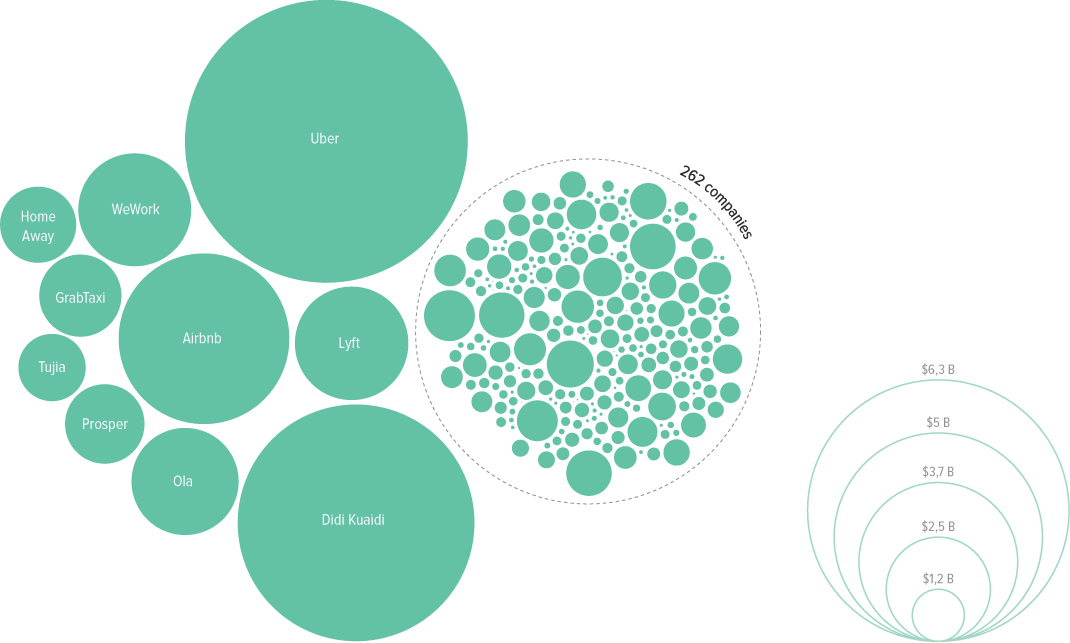 Uber
262 companies
WeWork
Home
Away
GrabTaxi
Airbnb
Lyft
Tujia
Prosper
Ola
Didi Kuaidi
$6,3 B
$5 B
$3,7 B
$2,5 B
$1,2 B